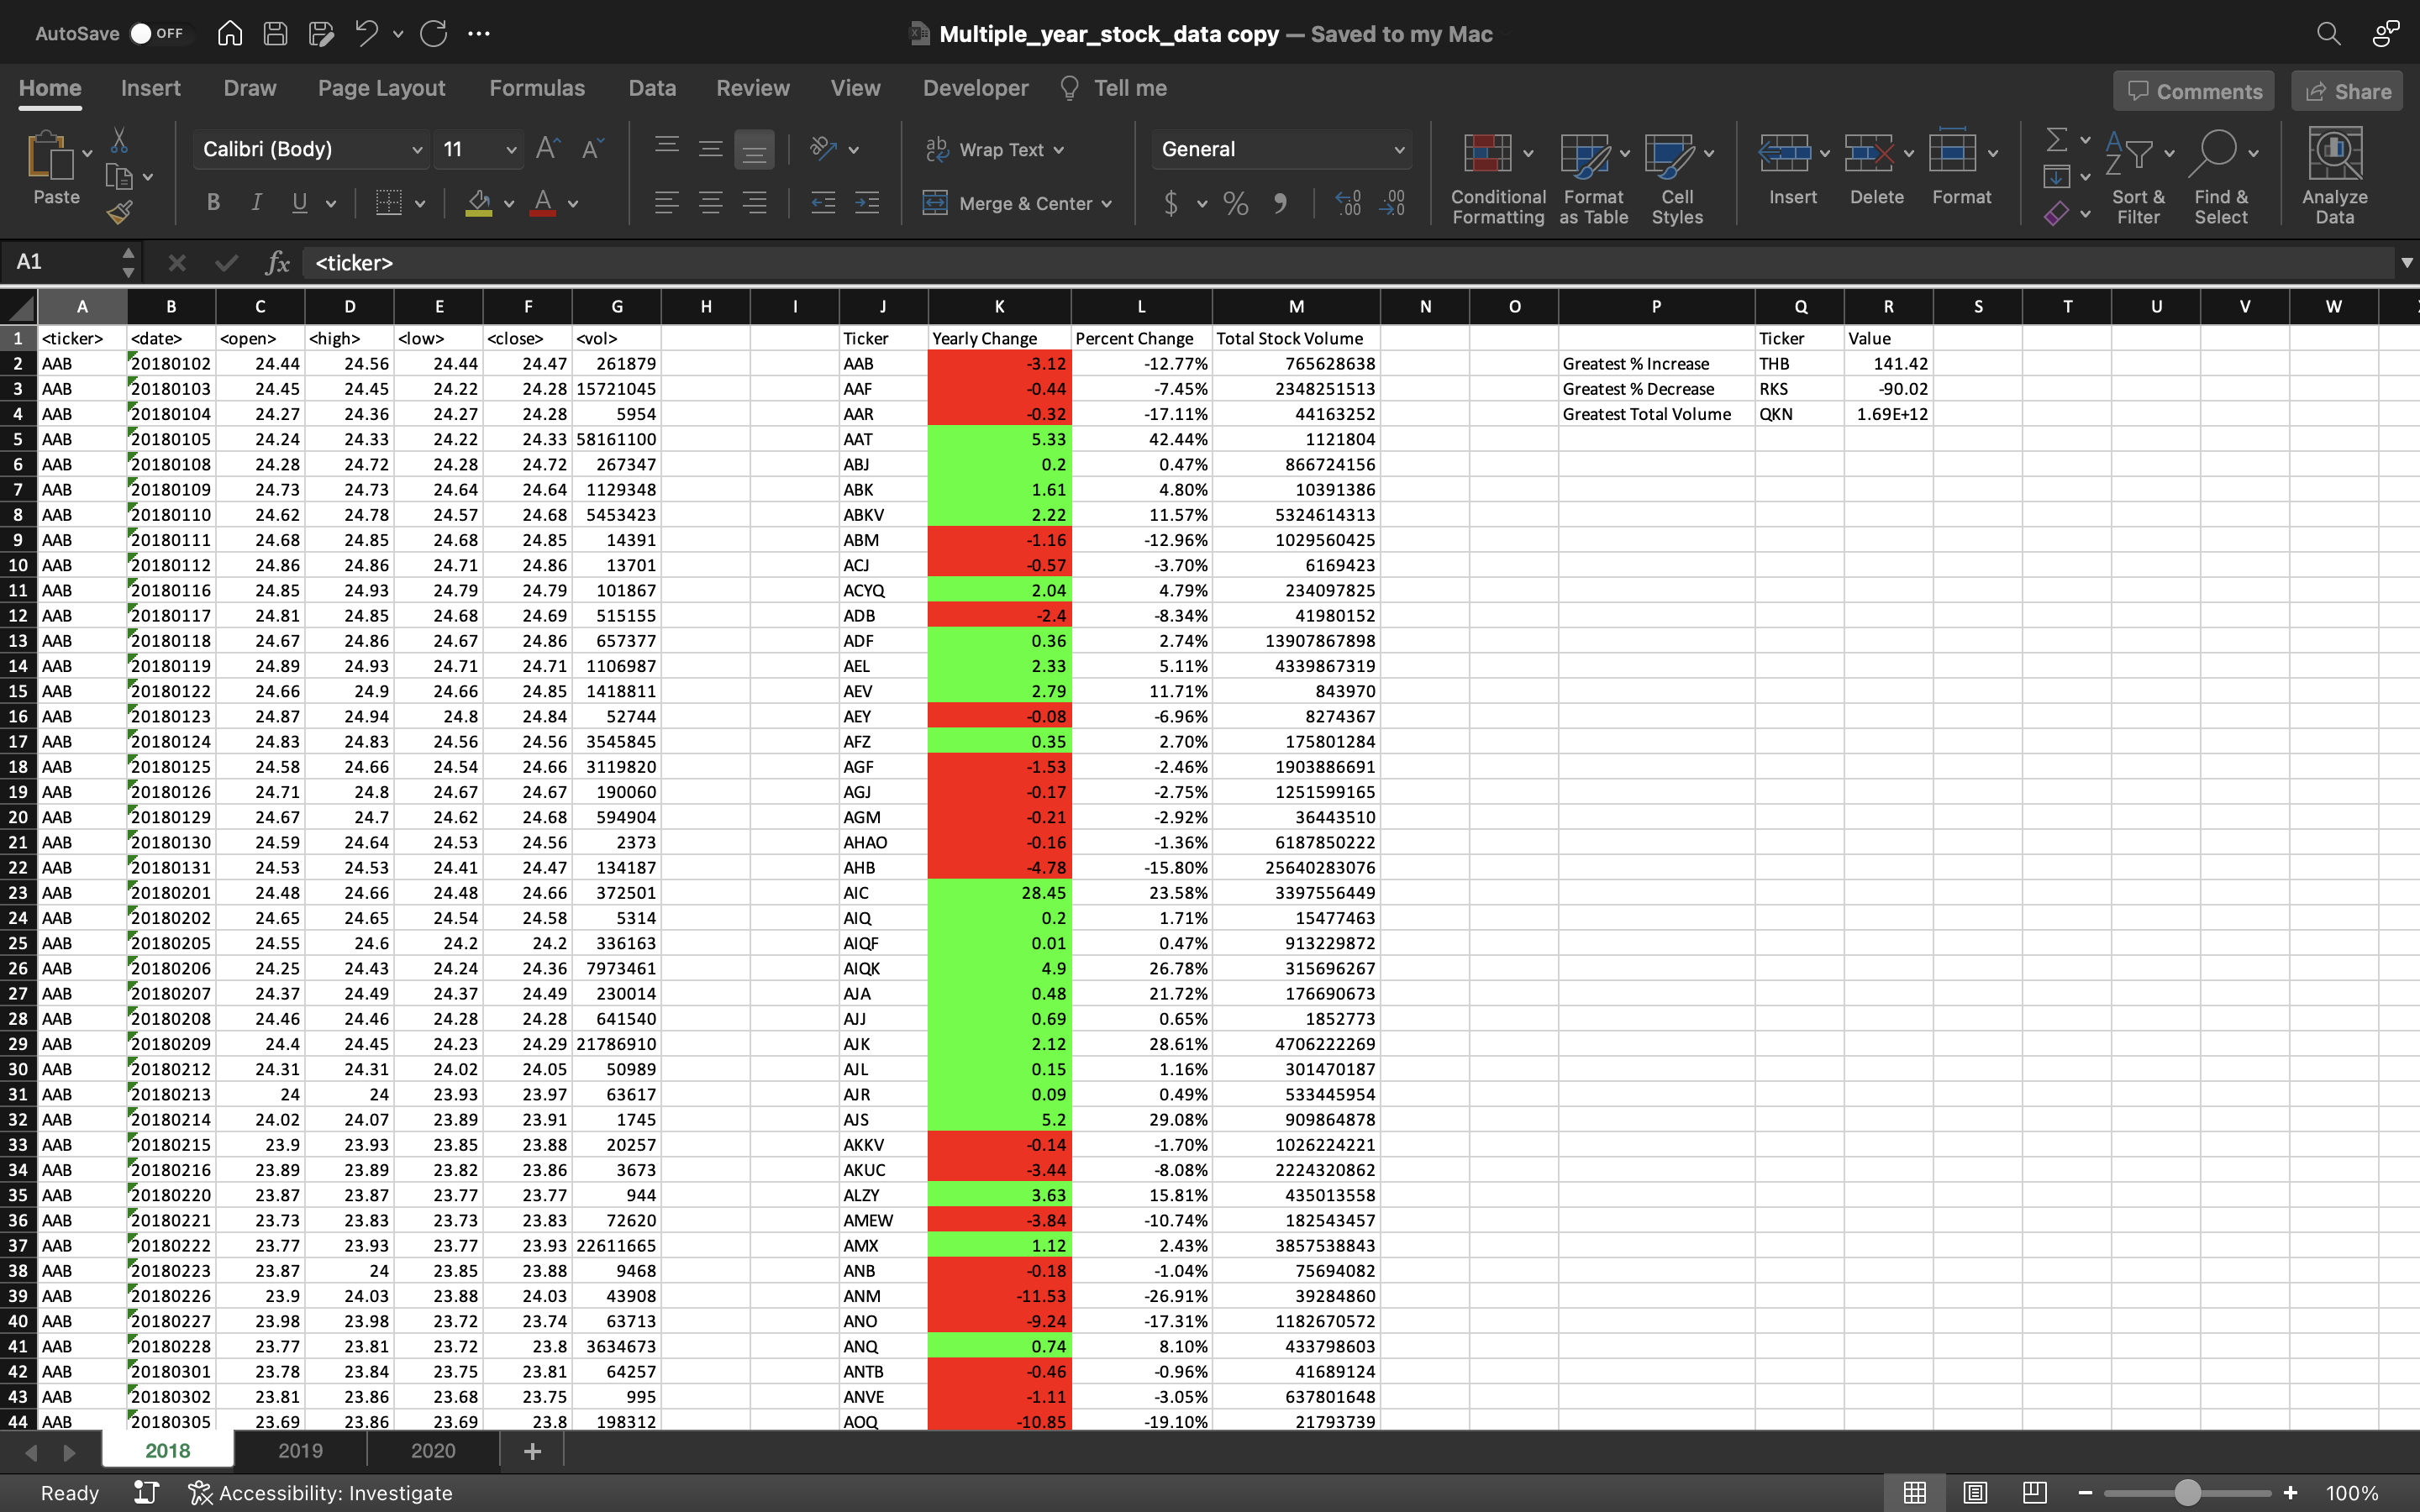 AutoSave OFF
Multiple_year_stock_data copy — Saved to my Mac
Home Insert Draw Page Layout Formulas Data Review View Developer Tell me Comments Share
Paste Calibri (Body) 11 Wrap Text General Conditional Formatting Format as Table Cell Styles Insert Delete Format Sort & Filter Find & Select Analyze Data
B I U A Merge & Center $ %
A1 fx <ticker>
A B C D E F G H I J K L M N O P Q R S T U V W
1 <ticker> <date> <open> <high> <low> <close> <vol> Ticker Yearly Change Percent Change Total Stock Volume Ticker Value
2 AAB 20180102 24.44 24.56 24.44 24.47 261879 AAB -3.12 -12.77% 765628638 Greatest % Increase THB 141.42
3 AAB 20180103 24.45 24.45 24.22 24.28 15721045 AAF -0.44 -7.45% 2348251513 Greatest % Decrease RKS -90.02
4 AAB 20180104 24.27 24.36 24.27 24.28 5954 AAR -0.32 -17.11% 44163252 Greatest Total Volume QKN 1.69E+12
5 AAB 20180105 24.24 24.33 24.22 24.33 58161100 AAT 5.33 42.44% 1121804
6 AAB 20180108 24.28 24.72 24.28 24.72 267347 ABJ 0.2 0.47% 866724156
7 AAB 20180109 24.73 24.73 24.64 24.64 1129348 ABK 1.61 4.80% 10391386
8 AAB 20180110 24.62 24.78 24.57 24.68 5453423 ABKV 2.22 11.57% 5324614313
9 AAB 20180111 24.68 24.85 24.68 24.85 14391 ABM -1.16 -12.96% 1029560425
10 AAB 20180112 24.86 24.86 24.71 24.86 13701 ACJ -0.57 -3.70% 6169423
11 AAB 20180116 24.85 24.93 24.79 24.79 101867 ACYQ 2.04 4.79% 234097825
12 AAB 20180117 24.81 24.85 24.68 24.69 515155 ADB -2.4 -8.34% 41980152
13 AAB 20180118 24.67 24.86 24.67 24.86 657377 ADF 0.36 2.74% 13907867898
14 AAB 20180119 24.89 24.93 24.71 24.71 1106987 AEL 2.33 5.11% 4339867319
15 AAB 20180122 24.66 24.9 24.66 24.85 1418811 AEV 2.79 11.71% 843970
16 AAB 20180123 24.87 24.94 24.8 24.84 52744 AEY -0.08 -6.96% 8274367
17 AAB 20180124 24.83 24.83 24.56 24.56 3545845 AFZ 0.35 2.70% 175801284
18 AAB 20180125 24.58 24.66 24.54 24.66 3119820 AGF -1.53 -2.46% 1903886691
19 AAB 20180126 24.71 24.8 24.67 24.67 190060 AGJ -0.17 -2.75% 1251599165
20 AAB 20180129 24.67 24.7 24.62 24.68 594904 AGM -0.21 -2.92% 36443510
21 AAB 20180130 24.59 24.64 24.53 24.56 2373 AHAO -0.16 -1.36% 6187850222
22 AAB 20180131 24.53 24.53 24.41 24.47 134187 AHB -4.78 -15.80% 25640283076
23 AAB 20180201 24.48 24.66 24.48 24.66 372501 AIC 28.45 23.58% 3397556449
24 AAB 20180202 24.65 24.65 24.54 24.58 5314 AIQ 0.2 1.71% 15477463
25 AAB 20180205 24.55 24.6 24.2 24.2 336163 AIQF 0.01 0.47% 913229872
26 AAB 20180206 24.25 24.43 24.24 24.36 7973461 AIQK 4.9 26.78% 315696267
27 AAB 20180207 24.37 24.49 24.37 24.49 230014 AJA 0.48 21.72% 176690673
28 AAB 20180208 24.46 24.46 24.28 24.28 641540 AJJ 0.69 0.65% 1852773
29 AAB 20180209 24.4 24.45 24.23 24.29 21786910 AJK 2.12 28.61% 4706222269
30 AAB 20180212 24.31 24.31 24.02 24.05 50989 AJL 0.15 1.16% 301470187
31 AAB 20180213 24 24 23.93 23.97 63617 AJR 0.09 0.49% 533445954
32 AAB 20180214 24.02 24.07 23.89 23.91 1745 AJS 5.2 29.08% 909864878
33 AAB 20180215 23.9 23.93 23.85 23.88 20257 AKKV -0.14 -1.70% 1026224221
34 AAB 20180216 23.89 23.89 23.82 23.86 3673 AKUC -3.44 -8.08% 2224320862
35 AAB 20180220 23.87 23.87 23.77 23.77 944 ALZY 3.63 15.81% 435013558
36 AAB 20180221 23.73 23.83 23.73 23.83 72620 AMEW -3.84 -10.74% 182543457
37 AAB 20180222 23.77 23.93 23.77 23.93 22611665 AMX 1.12 2.43% 3857538843
38 AAB 20180223 23.87 24 23.85 23.88 9468 ANB -0.18 -1.04% 75694082
39 AAB 20180226 23.9 24.03 23.88 24.03 43908 ANM -11.53 -26.91% 39284860
40 AAB 20180227 23.98 23.98 23.72 23.74 63713 ANO -9.24 -17.31% 1182670572
41 AAB 20180228 23.77 23.81 23.72 23.8 3634673 ANQ 0.74 8.10% 433798603
42 AAB 20180301 23.78 23.84 23.75 23.81 64257 ANTB -0.46 -0.96% 41689124
43 AAB 20180302 23.81 23.86 23.68 23.75 995 ANVE -1.11 -3.05% 637801648
44 AAB 20180305 23.69 23.86 23.69 23.8 198312 AOQ -10.85 -19.10% 21793739
2018 2019 2020 +
Ready Accessibility: Investigate 100%